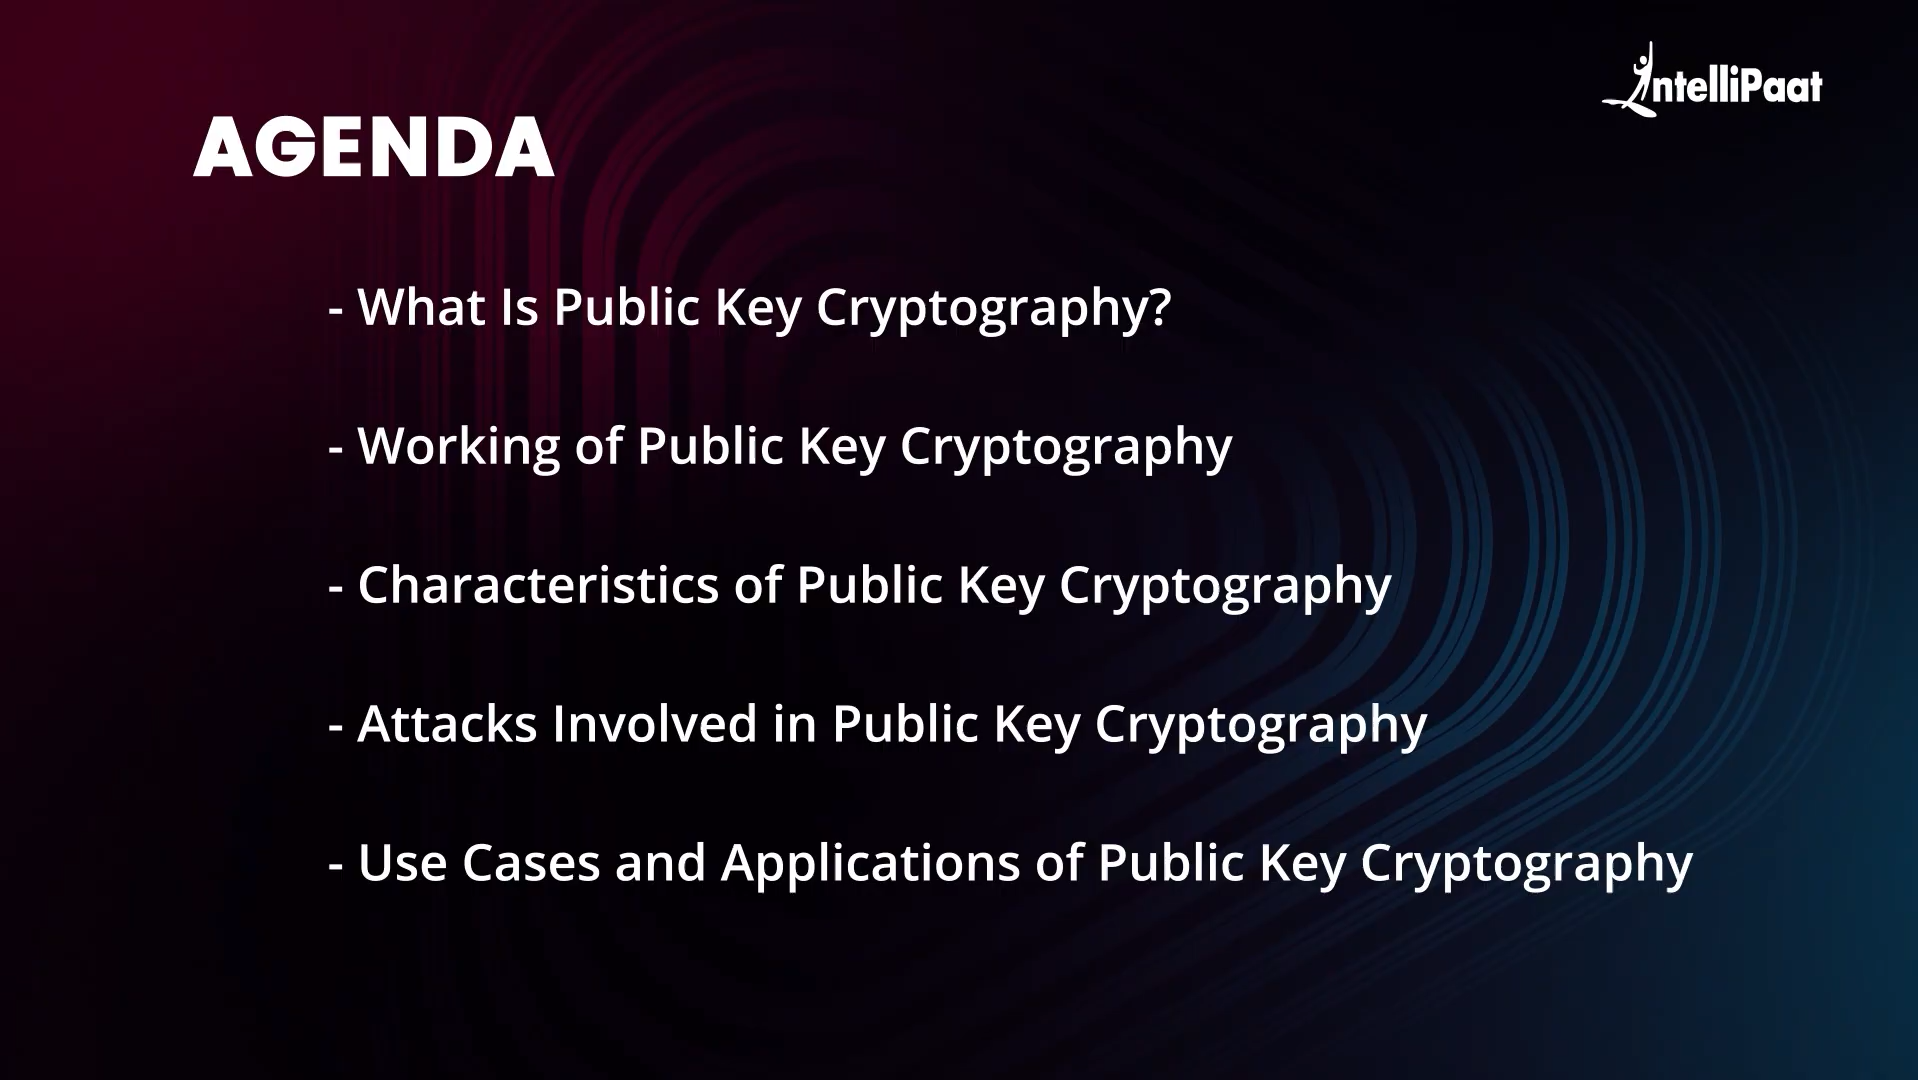 IntelliPaat
AGENDA
- What Is Public Key Cryptography?
- Working of Public Key Cryptography
- Characteristics of Public Key Cryptography
- Attacks Involved in Public Key Cryptography
- Use Cases and Applications of Public Key Cryptography